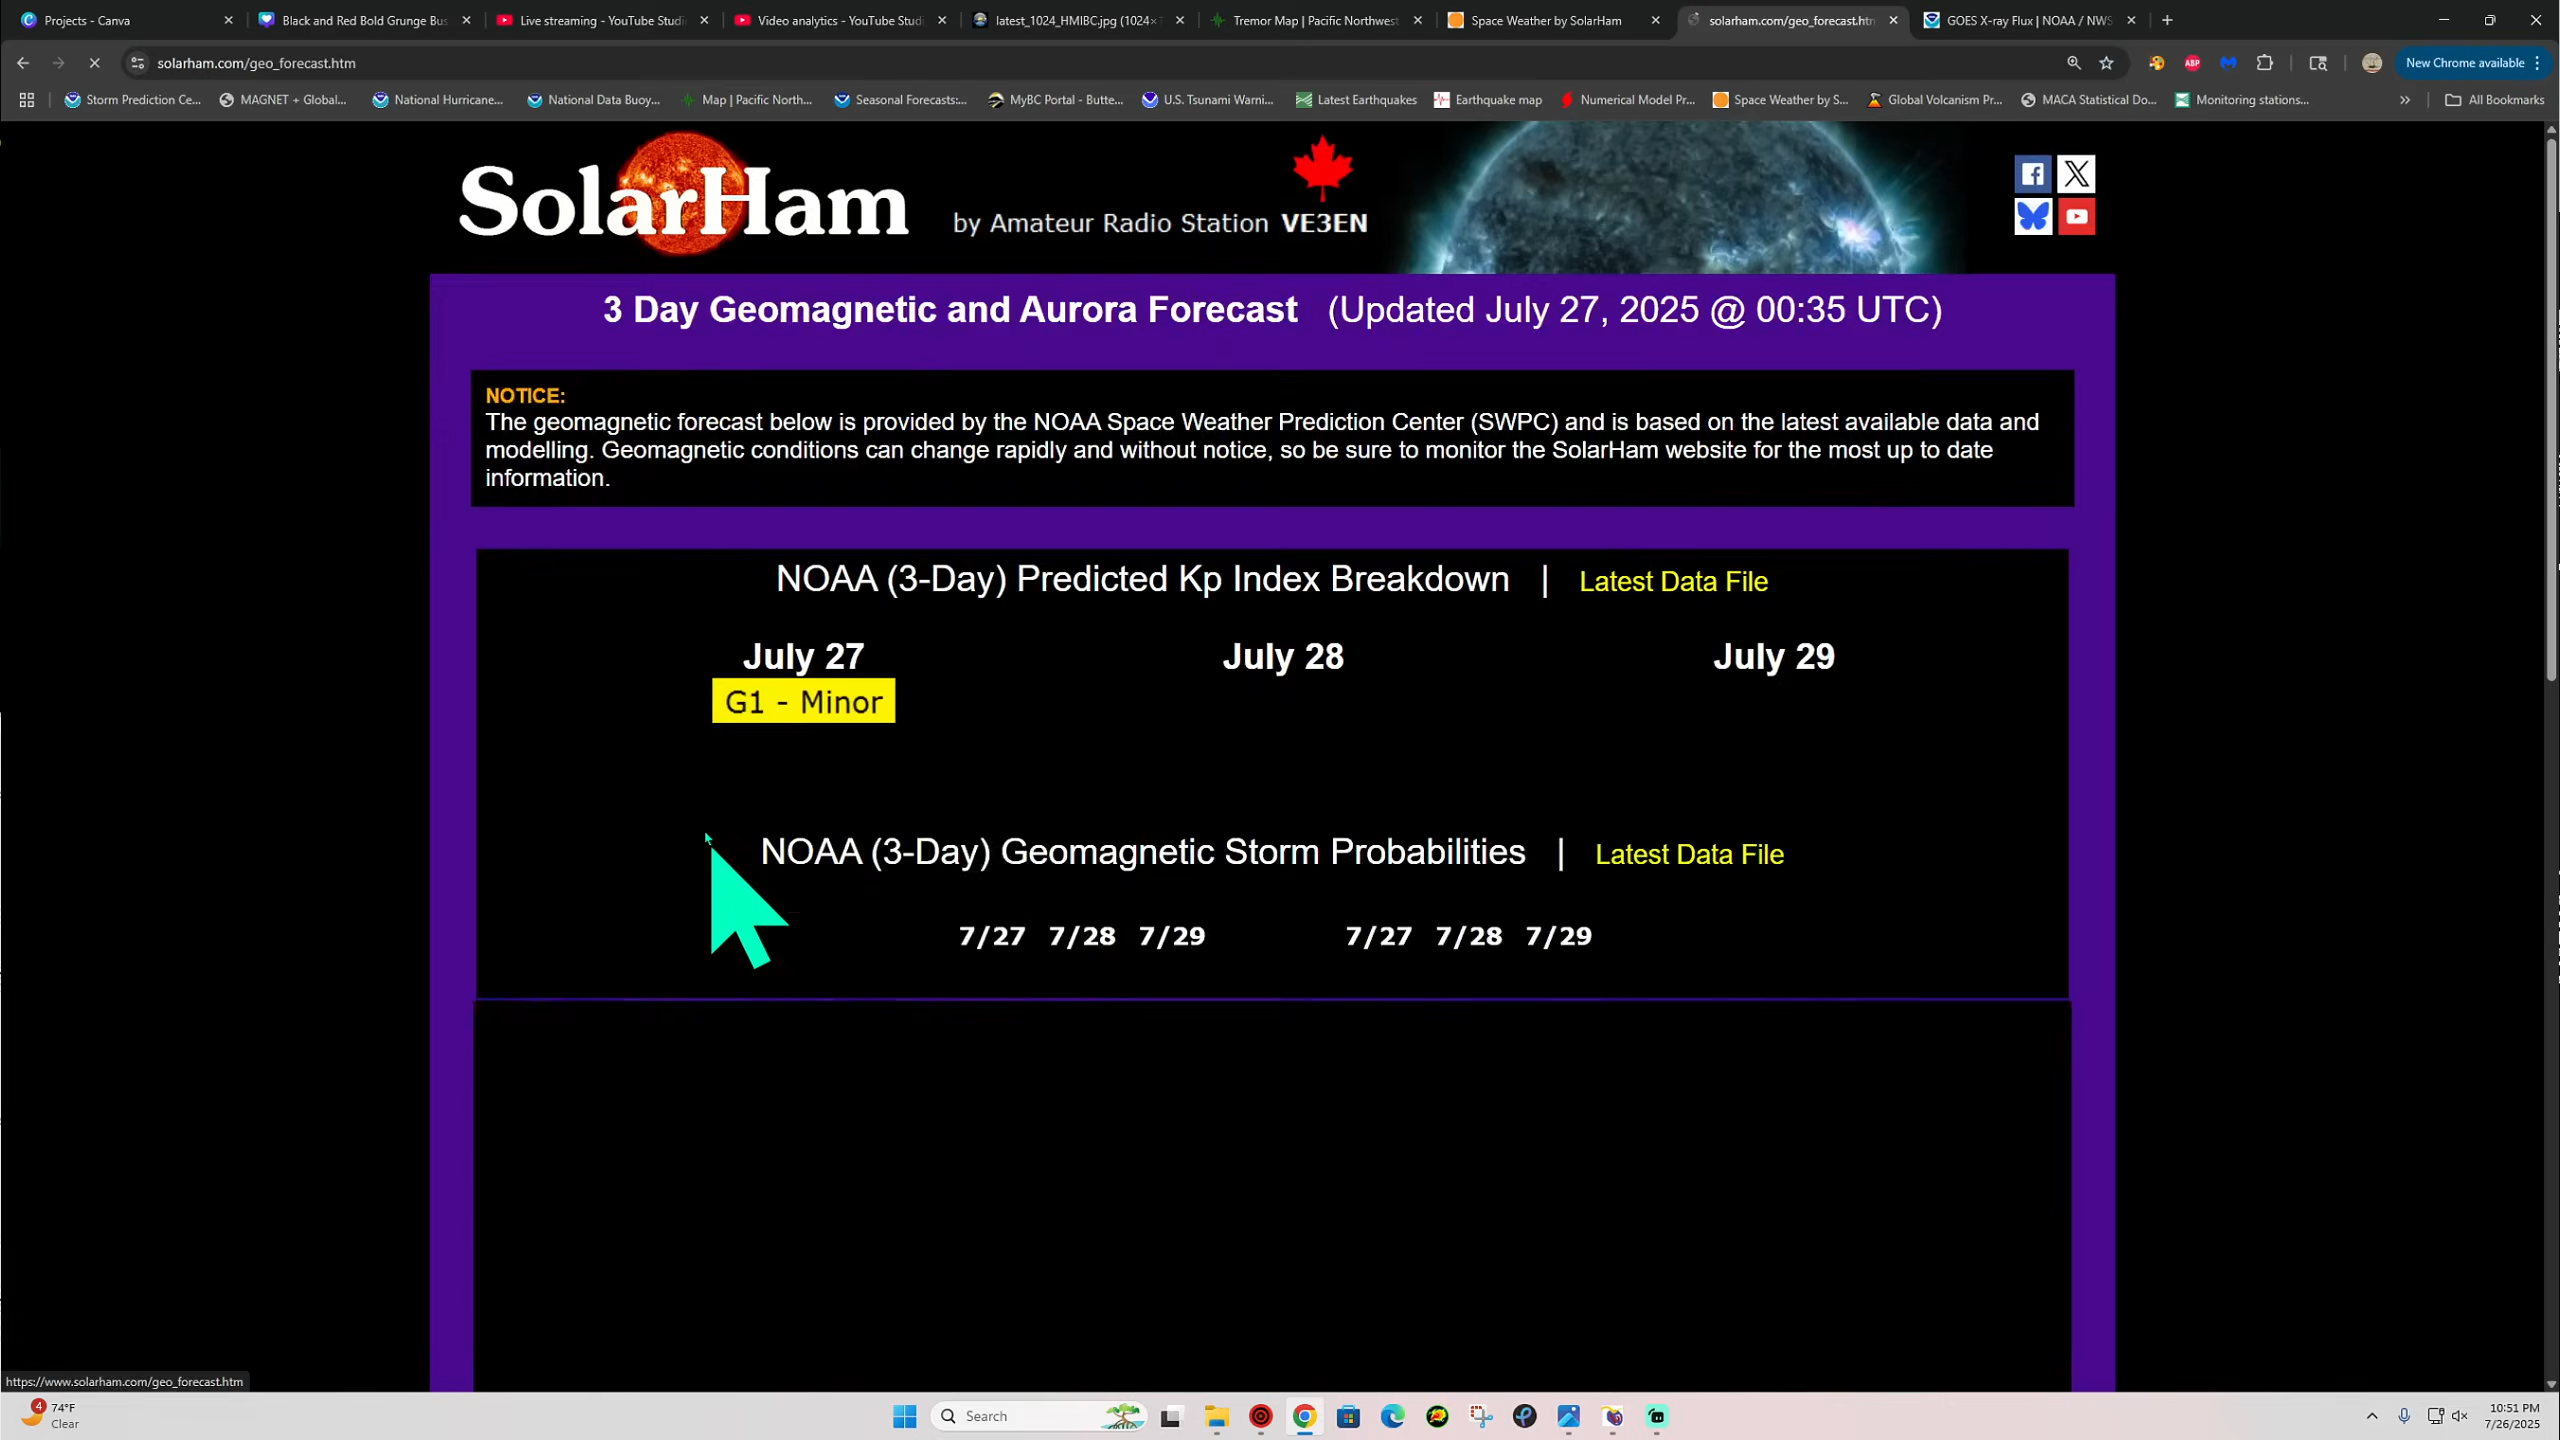 Projects - Canva
Black and Red Bold Grunge Bus
Live streaming - YouTube Studi
Video analytics - YouTube Studi
latest_1024_HMIBC.jpg (1024×1
Tremor Map | Pacific Northwest
Space Weather by SolarHam
solarham.com/geo_forecast.htm
GOES X-ray Flux | NOAA / NWS
solarham.com/geo_forecast.htm
ABP
New Chrome available
Storm Prediction Ce...
MAGNET + Global...
National Hurricane...
National Data Buoy...
Map | Pacific North...
Seasonal Forecasts:...
MyBC Portal - Butte...
U.S. Tsunami Warni...
Latest Earthquakes
Earthquake map
Numerical Model Pr...
Space Weather by S...
Global Volcanism Pr...
MACA Statistical Do...
Monitoring stations...
All Bookmarks
SolarHam
by Amateur Radio Station VE3EN
3 Day Geomagnetic and Aurora Forecast (Updated July 27, 2025 @ 00:35 UTC)
NOTICE:
The geomagnetic forecast below is provided by the NOAA Space Weather Prediction Center (SWPC) and is based on the latest available data and
modelling. Geomagnetic conditions can change rapidly and without notice, so be sure to monitor the SolarHam website for the most up to date
information.
NOAA (3-Day) Predicted Kp Index Breakdown | Latest Data File
July 27 July 28 July 29
G1 - Minor
NOAA (3-Day) Geomagnetic Storm Probabilities | Latest Data File
7/27 7/28 7/29 7/27 7/28 7/29
https://www.solarham.com/geo_forecast.htm
4
74°F
Clear
Search
10:51 PM
7/26/2025